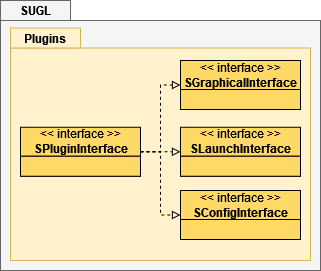 SUGL
Plugins
<< interface >>
SGraphicalInterface
<< interface >>
SPluginInterface
<< interface >>
SLaunchInterface
<< interface >>
SConfigInterface